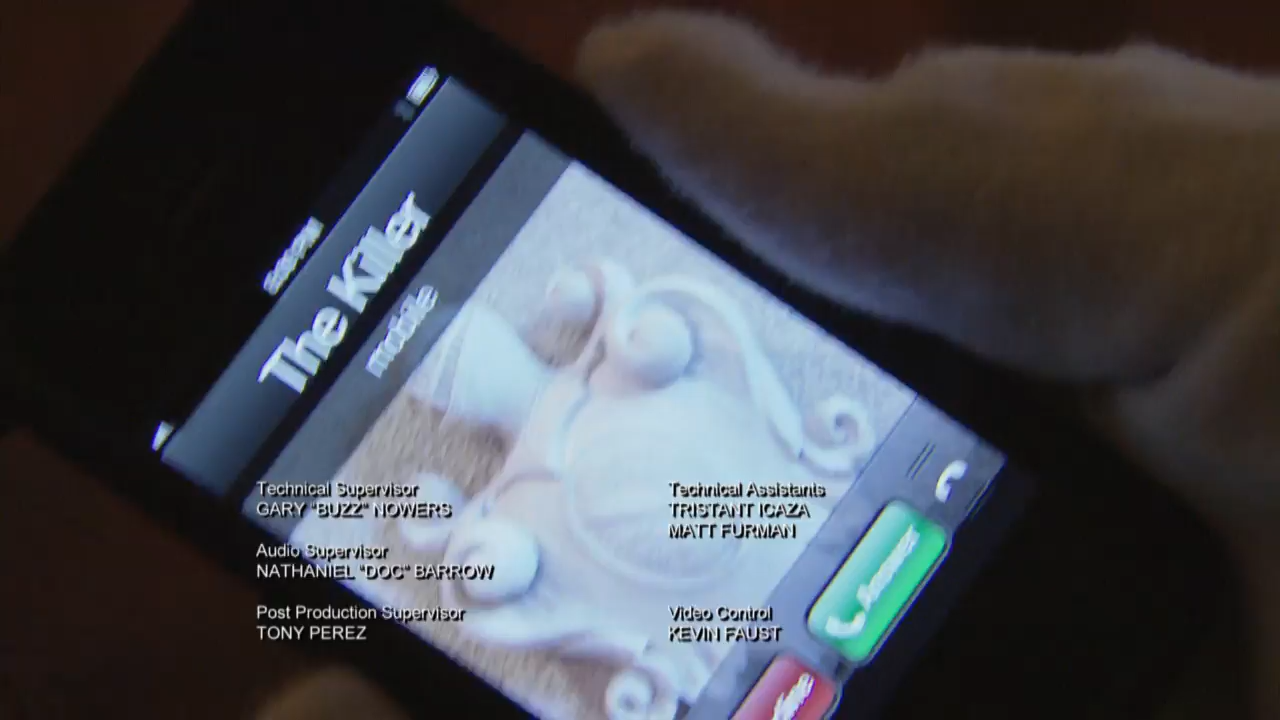 The Killer
mobile
Answer
Technical Supervisor
GARY "BUZZ" NOWERS
Audio Supervisor
NATHANIEL "DOC" BARROW
Post Production Supervisor
TONY PEREZ
Technical Assistants
TRISTANT ICAZA
MATT FURMAN
Video Control
KEVIN FAUST